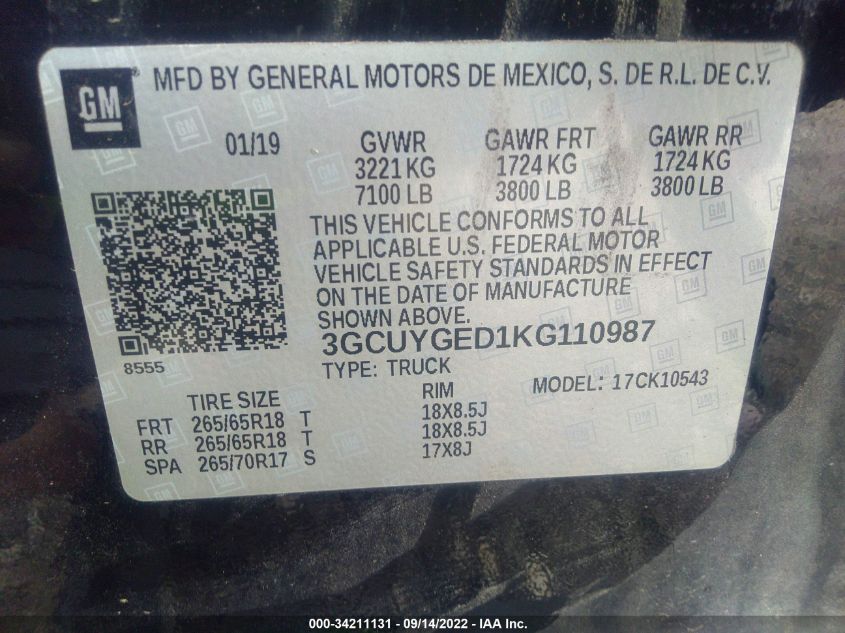 GM ® MFD BY GENERAL MOTORS DE MEXICO, S. DE R.L. DE C.V.
01/19 GVWR GAWR FRT GAWR RR
3221 KG 1724 KG 1724 KG
7100 LB 3800 LB 3800 LB
THIS VEHICLE CONFORMS TO ALL
APPLICABLE U.S. FEDERAL MOTOR
VEHICLE SAFETY STANDARDS IN EFFECT
ON THE DATE OF MANUFACTURE
SHOWN ABOVE.
3GCUYGED1KG110987
8555
TYPE: TRUCK MODEL: 17CK10543
TIRE SIZE RIM
FRT 265/65R18 T 18X8.5J
RR 265/65R18 T 18X8.5J
SPA 265/70R17 S 17X8J
000-34211131 - 09/14/2022 - IAA, Inc.